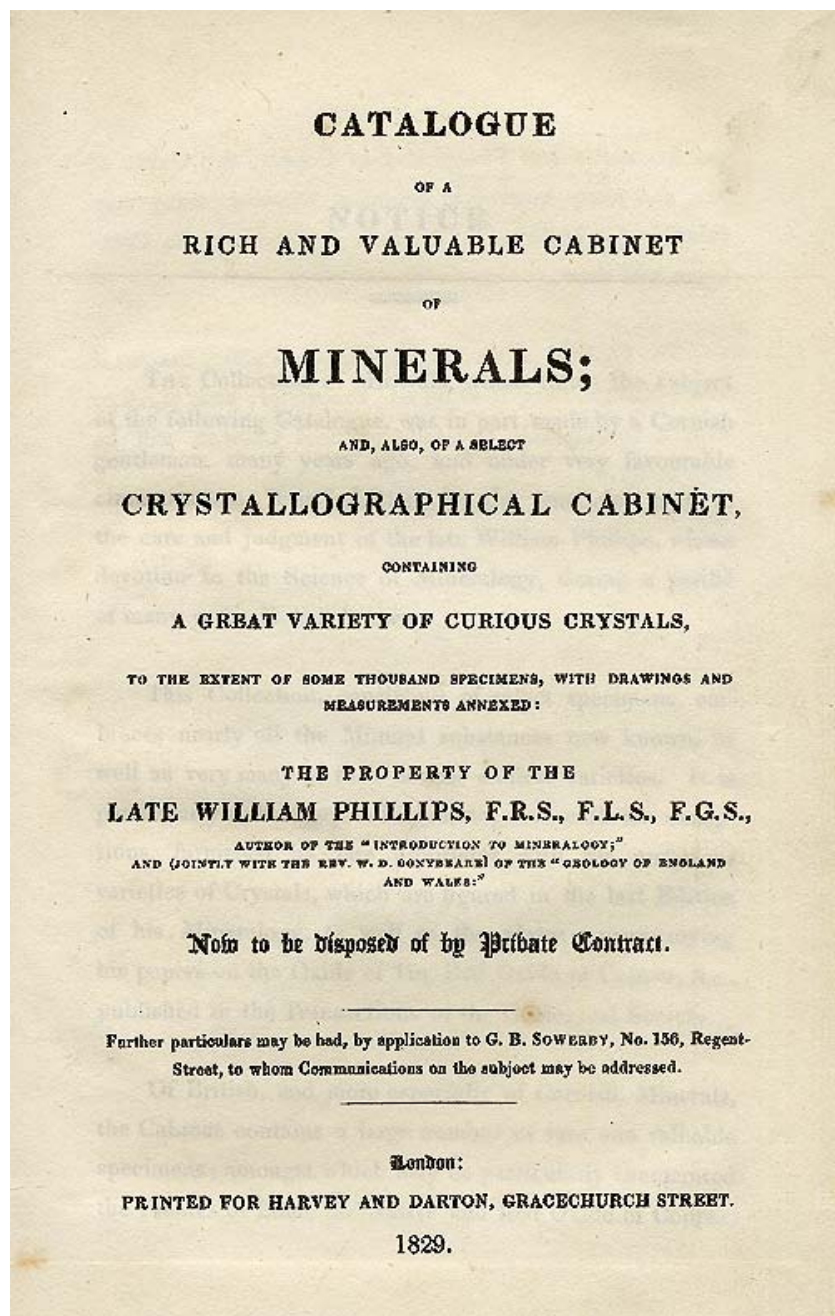 CATALOGUE
OF A
RICH AND VALUABLE CABINET
OF
MINERALS;
AND, ALSO, OF A SELECT
CRYSTALLOGRAPHICAL CABINET,
CONTAINING
A GREAT VARIETY OF CURIOUS CRYSTALS,
TO THE EXTENT OF SOME THOUSAND SPECIMENS, WITH DRAWINGS AND
MEASUREMENTS ANNEXED:
THE PROPERTY OF THE
LATE WILLIAM PHILLIPS, F.R.S., F.L.S., F.G.S.,
AUTHOR OF THE "INTRODUCTION TO MINERALOGY;"
AND (JOINTLY WITH THE REV. W. D. CONYBEARE) OF THE "GEOLOGY OF ENGLAND
AND WALES:"
Now to be disposed of by Private Contract.
Further particulars may be had, by application to G. B. SOWERBY, No. 156, Regent-
Street, to whom Communications on the subject may be addressed.
London:
PRINTED FOR HARVEY AND DARTON, GRACECHURCH STREET.
1829.